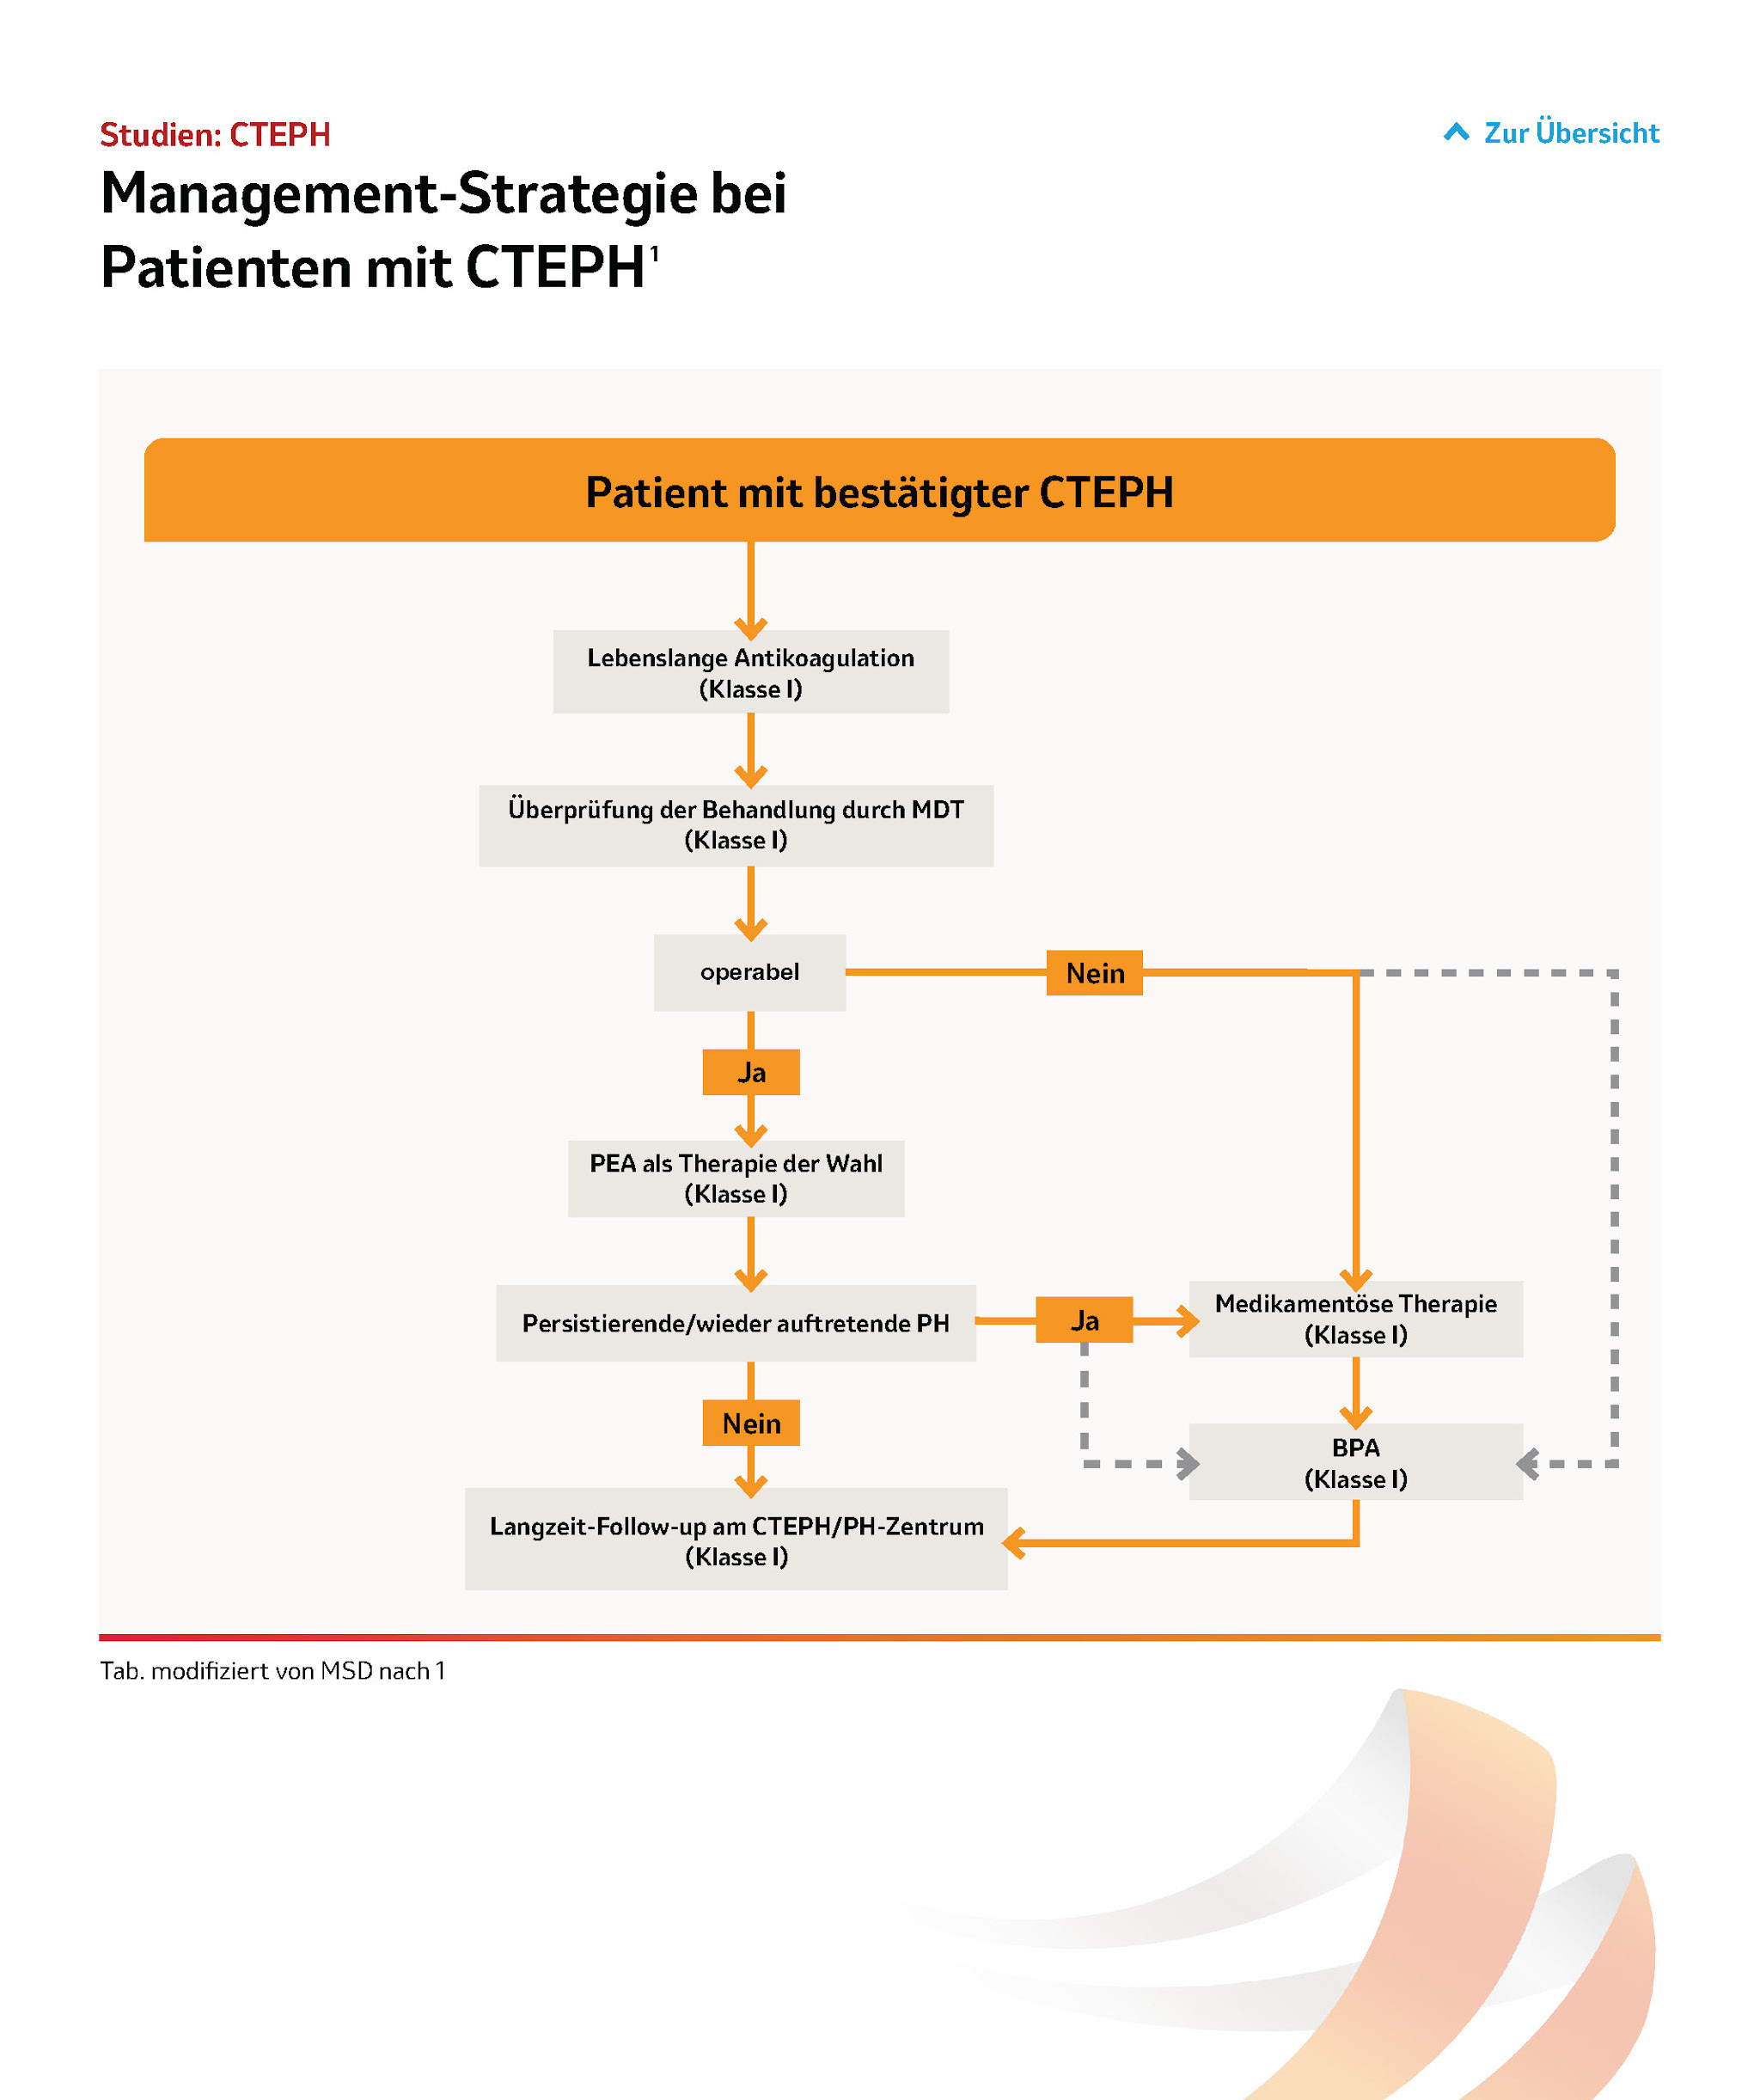 Studien: CTEPH
Zur Übersicht
Management-Strategie bei
Patienten mit CTEPH¹
Patient mit bestätigter CTEPH
Lebenslange Antikoagulation
(Klasse I)
Überprüfung der Behandlung durch MDT
(Klasse I)
operabel
Nein
Ja
PEA als Therapie der Wahl
(Klasse I)
Persistierende/wieder auftretende PH
Ja
Medikamentöse Therapie
(Klasse I)
Nein
BPA
(Klasse I)
Langzeit-Follow-up am CTEPH/PH-Zentrum
(Klasse I)
Tab. modifiziert von MSD nach 1